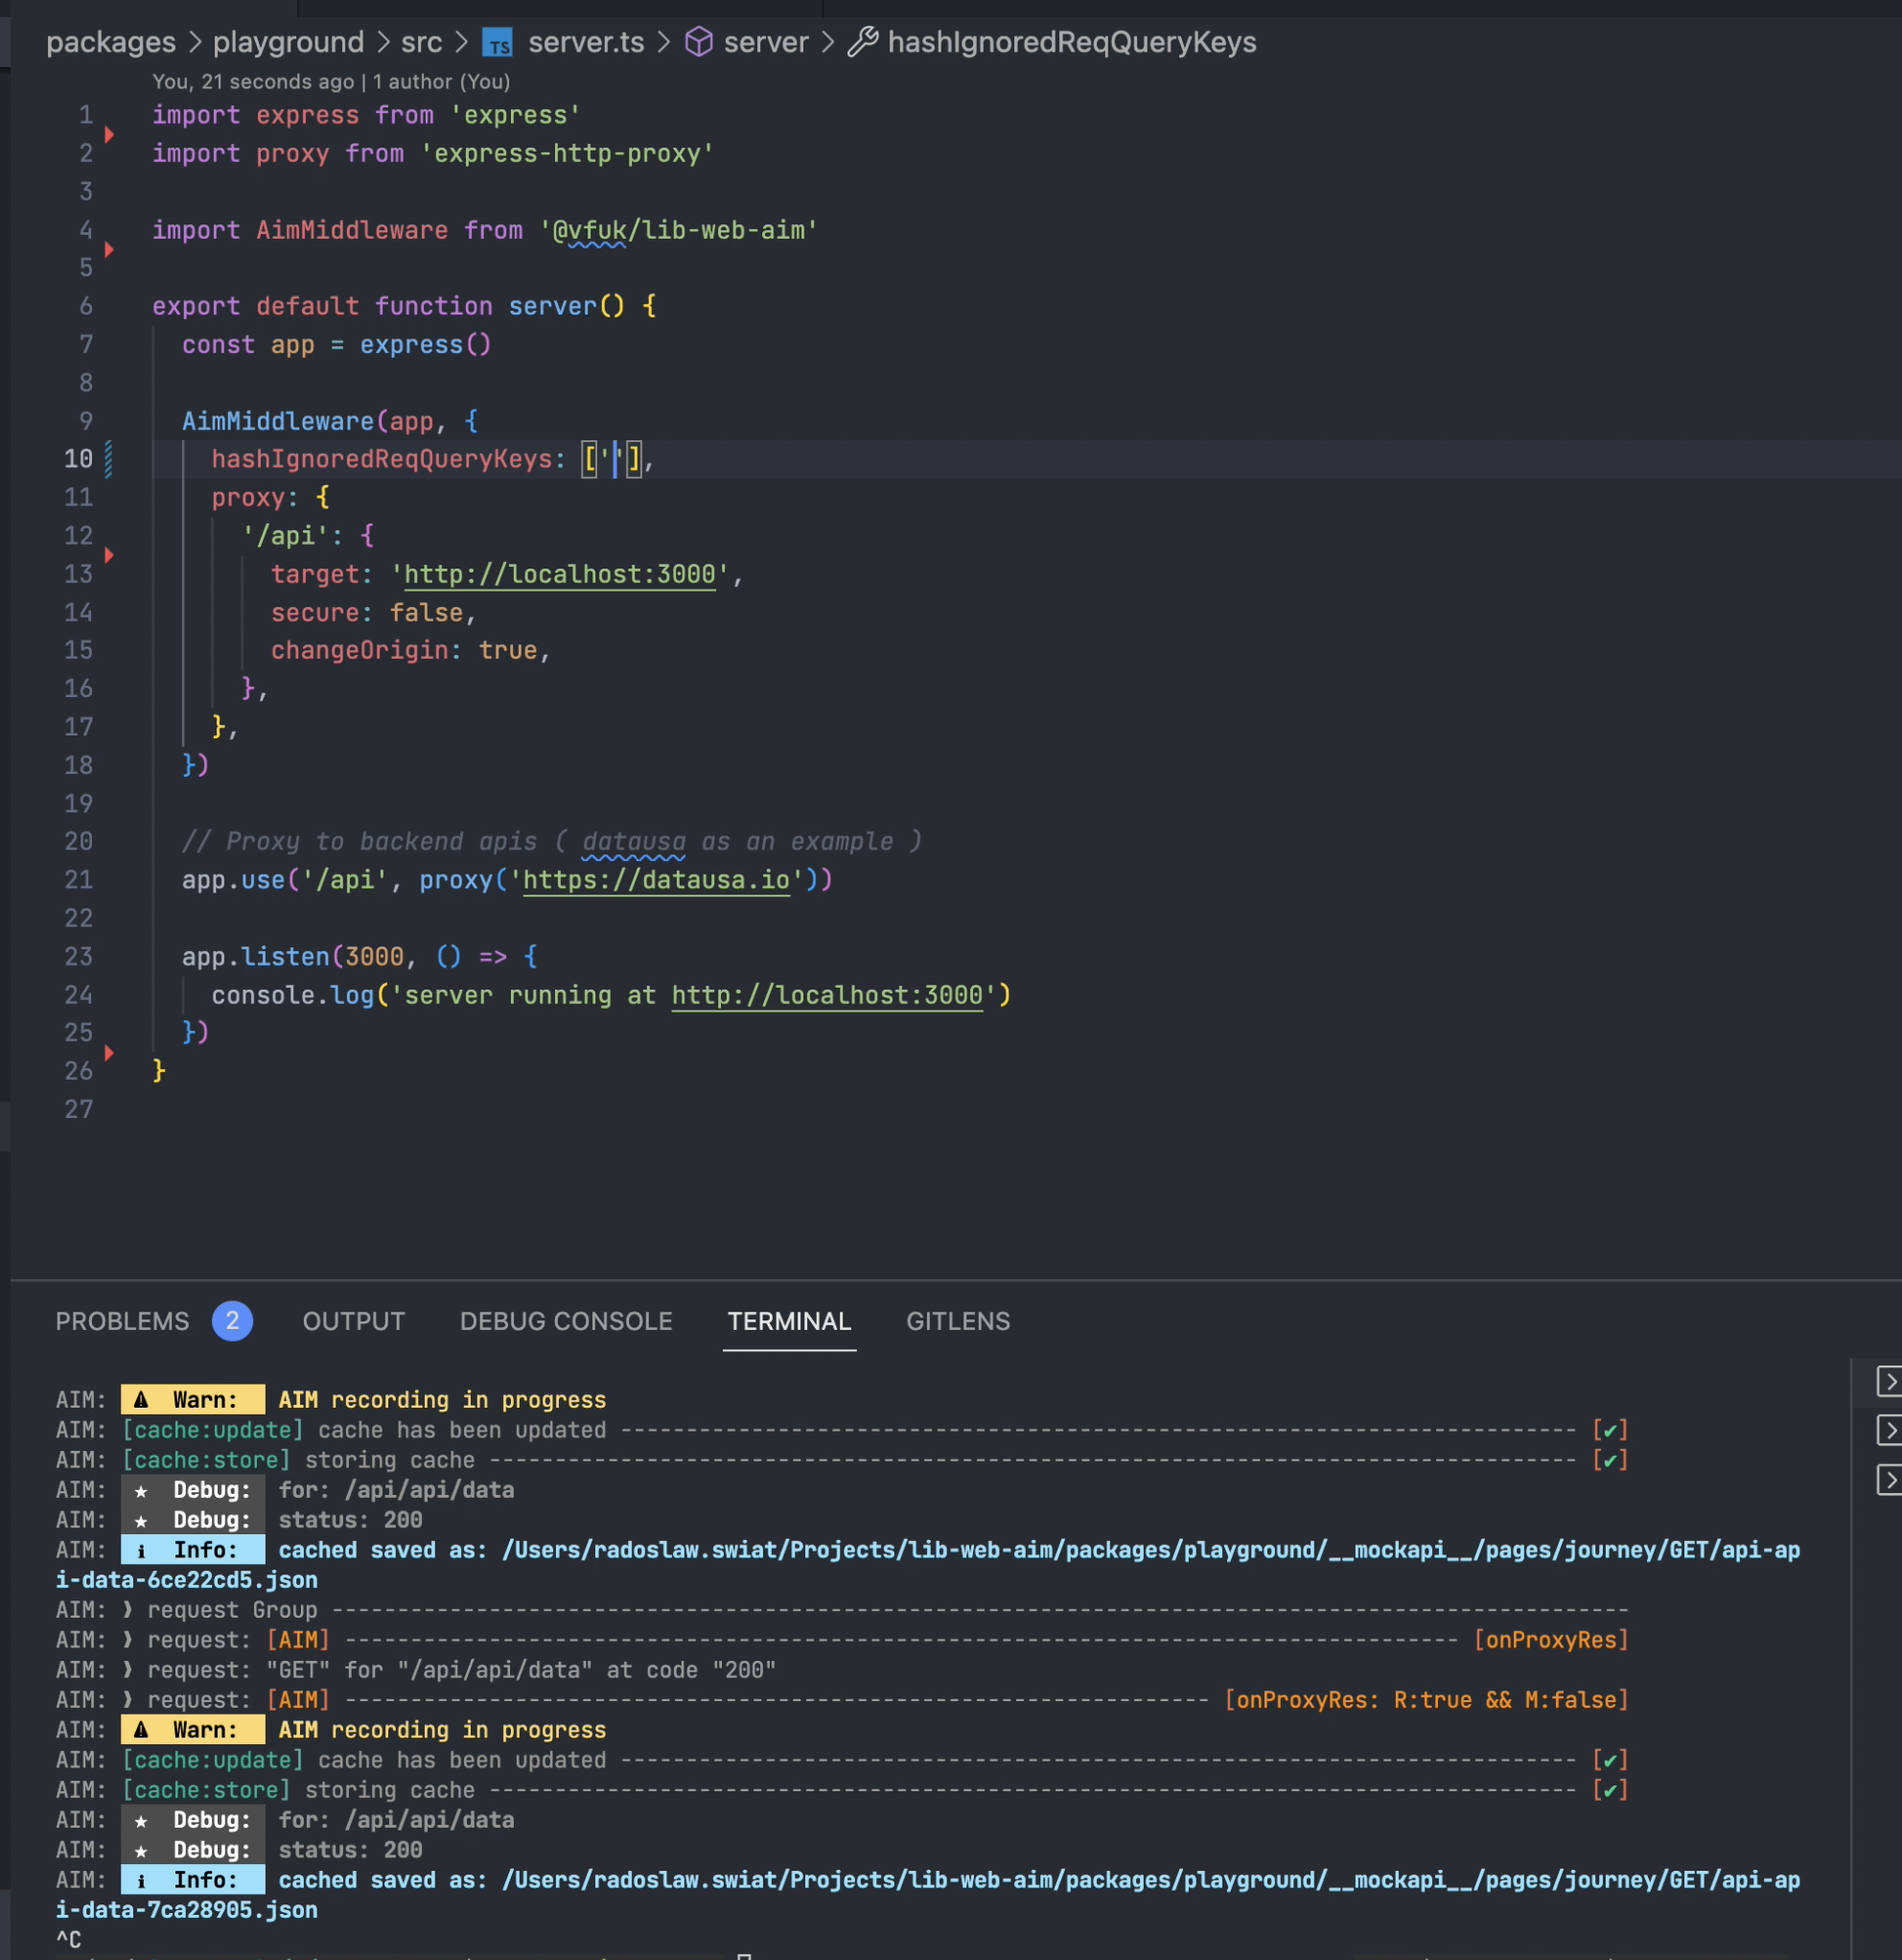 packages > playground > src > TS server.ts > server > hashIgnoredReqQueryKeys
You, 21 seconds ago | 1 author (You)
1 import express from 'express'
2 import proxy from 'express-http-proxy'
3
4 import AimMiddleware from '@vfuk/lib-web-aim'
5
6 export default function server() {
7   const app = express()
8
9   AimMiddleware(app, {
10     hashIgnoredReqQueryKeys: [''],
11     proxy: {
12       '/api': {
13         target: 'http://localhost:3000',
14         secure: false,
15         changeOrigin: true,
16       },
17     },
18   })
19
20   // Proxy to backend apis ( datausa as an example )
21   app.use('/api', proxy('https://datausa.io'))
22
23   app.listen(3000, () => {
24     console.log('server running at http://localhost:3000')
25   })
26 }
27
PROBLEMS 2 OUTPUT DEBUG CONSOLE TERMINAL GITLENS
AIM: ⚠ Warn: AIM recording in progress
AIM: [cache:update] cache has been updated ------------------------------------------------------------------------- [✔]
AIM: [cache:store] storing cache ----------------------------------------------------------------------------------- [✔]
AIM: ★ Debug: for: /api/api/data
AIM: ★ Debug: status: 200
AIM: ℹ Info: cached saved as: /Users/radoslaw.swiat/Projects/lib-web-aim/packages/playground/__mockapi__/pages/journey/GET/api-ap
i-data-6ce22cd5.json
AIM: ❫ request Group ---------------------------------------------------------------------------------------------------
AIM: ❫ request: [AIM] ------------------------------------------------------------------------------------- [onProxyRes]
AIM: ❫ request: "GET" for "/api/api/data" at code "200"
AIM: ❫ request: [AIM] ------------------------------------------------------------------ [onProxyRes: R:true && M:false]
AIM: ⚠ Warn: AIM recording in progress
AIM: [cache:update] cache has been updated ------------------------------------------------------------------------- [✔]
AIM: [cache:store] storing cache ----------------------------------------------------------------------------------- [✔]
AIM: ★ Debug: for: /api/api/data
AIM: ★ Debug: status: 200
AIM: ℹ Info: cached saved as: /Users/radoslaw.swiat/Projects/lib-web-aim/packages/playground/__mockapi__/pages/journey/GET/api-ap
i-data-7ca28905.json
^C